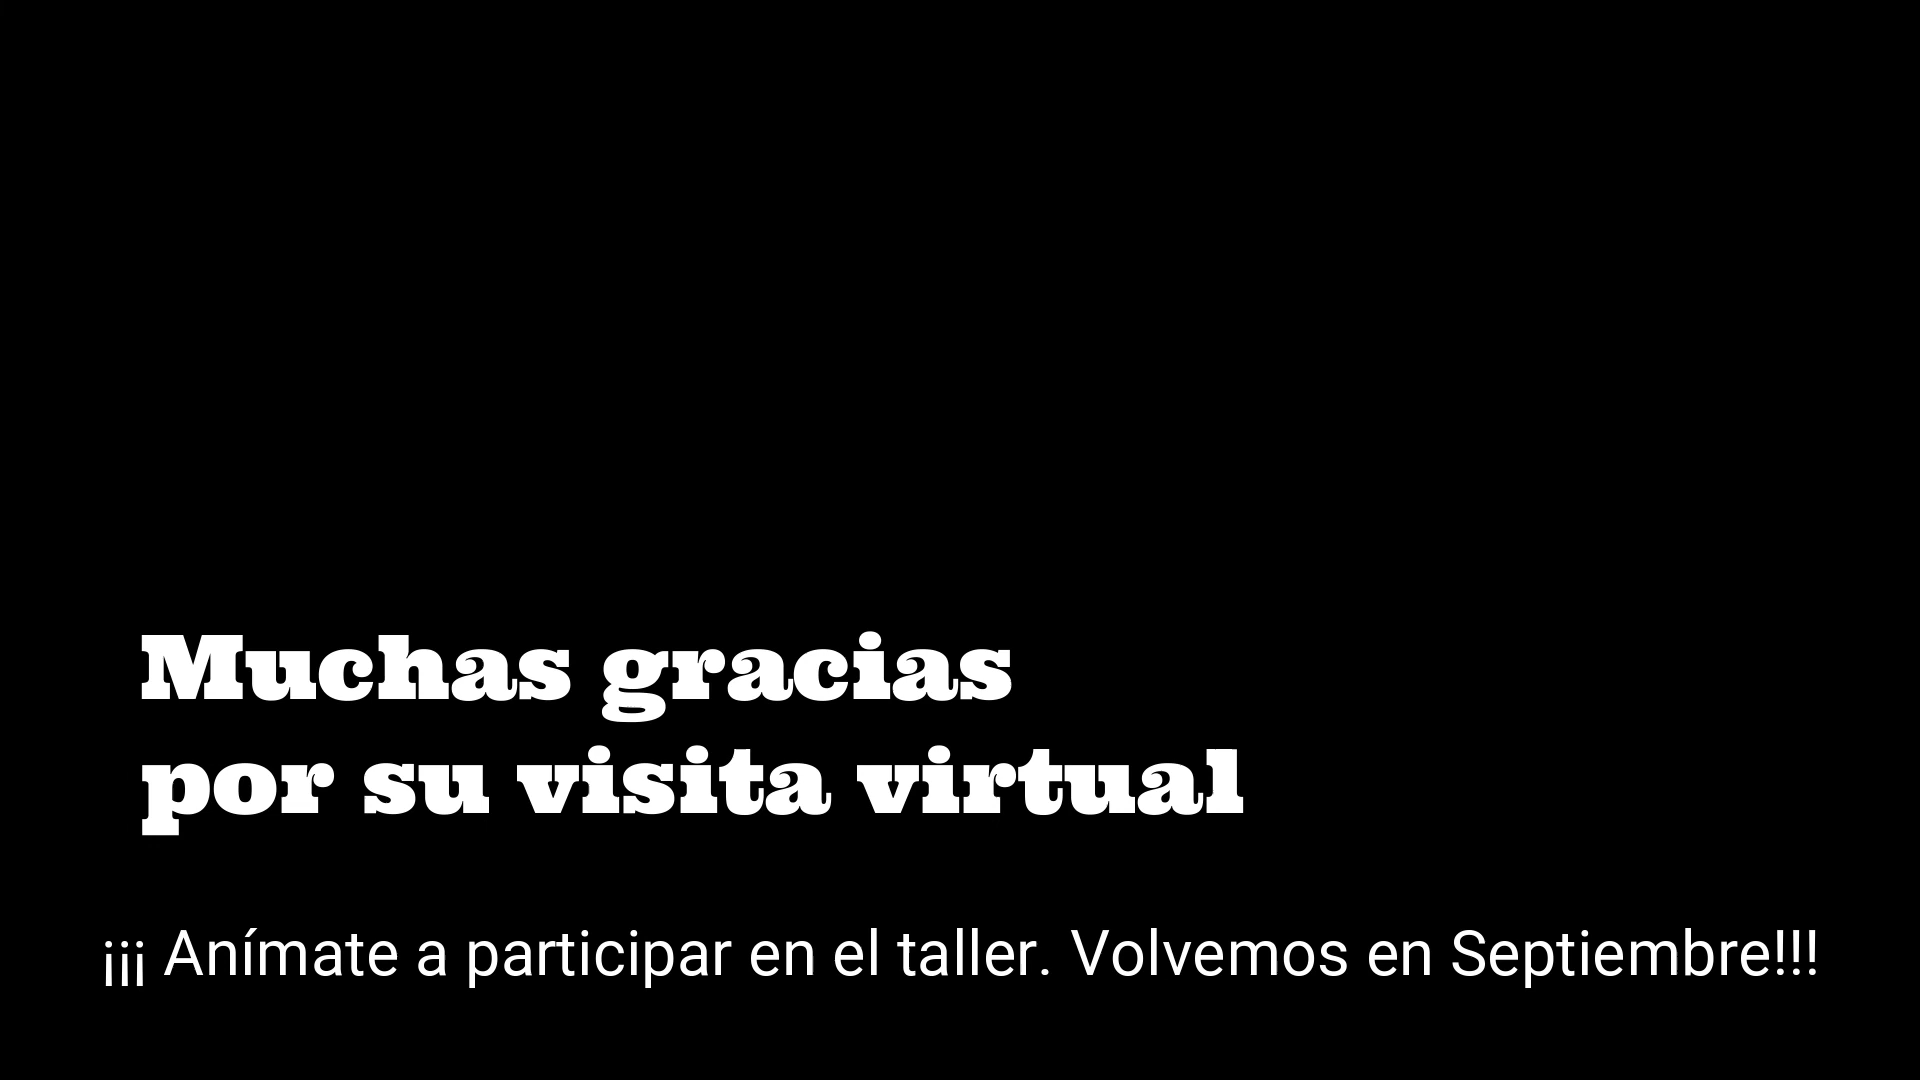 Muchas gracias
por su visita virtual
¡¡¡ Anímate a participar en el taller. Volvemos en Septiembre!!!